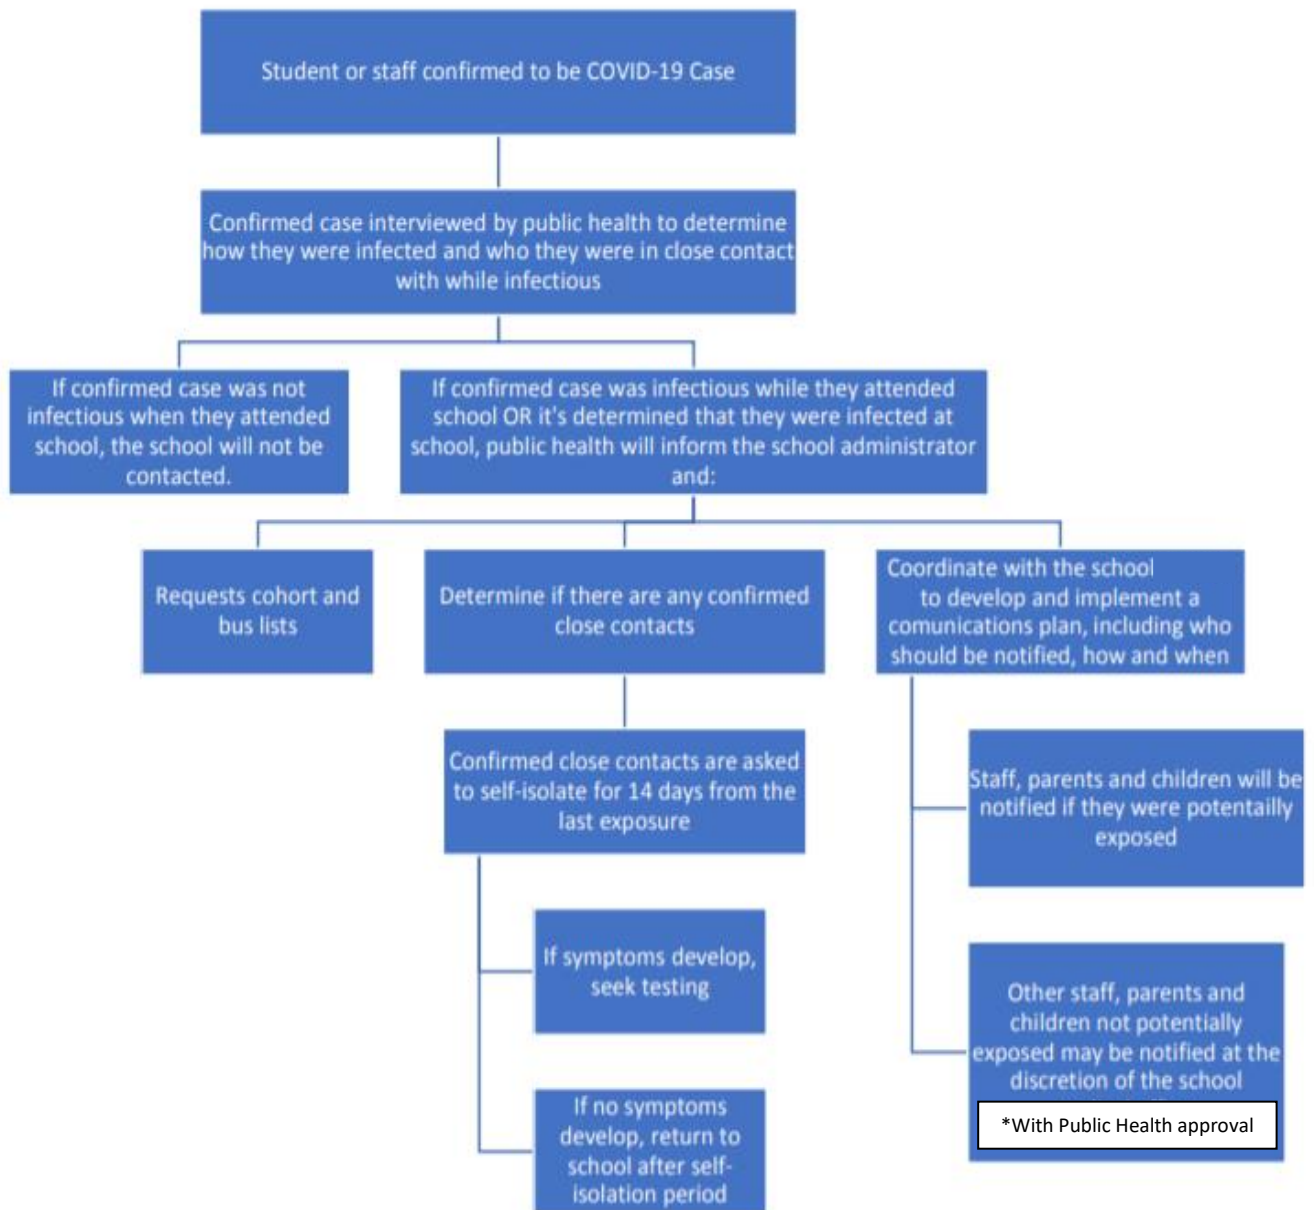 Student or staff confirmed to be COVID-19 Case
Confirmed case interviewed by public health to determine
how they were infected and who they were in close contact
with while infectious
If confirmed case was not
infectious when they attended
school, the school will not be
contacted.
If confirmed case was infectious while they attended
school OR it's determined that they were infected at
school, public health will inform the school administrator
and:
Requests cohort and
bus lists
Determine if there are any confirmed
close contacts
Coordinate with the school
to develop and implement a
comunications plan, including who
should be notified, how and when
Confirmed close contacts are asked
to self-isolate for 14 days from the
last exposure
If symptoms develop,
seek testing
If no symptoms
develop, return to
school after self-
isolation period
Staff, parents and children will be
notified if they were potentailly
exposed
Other staff, parents and
children not potentially
exposed may be notified at the
discretion of the school
*With Public Health approval